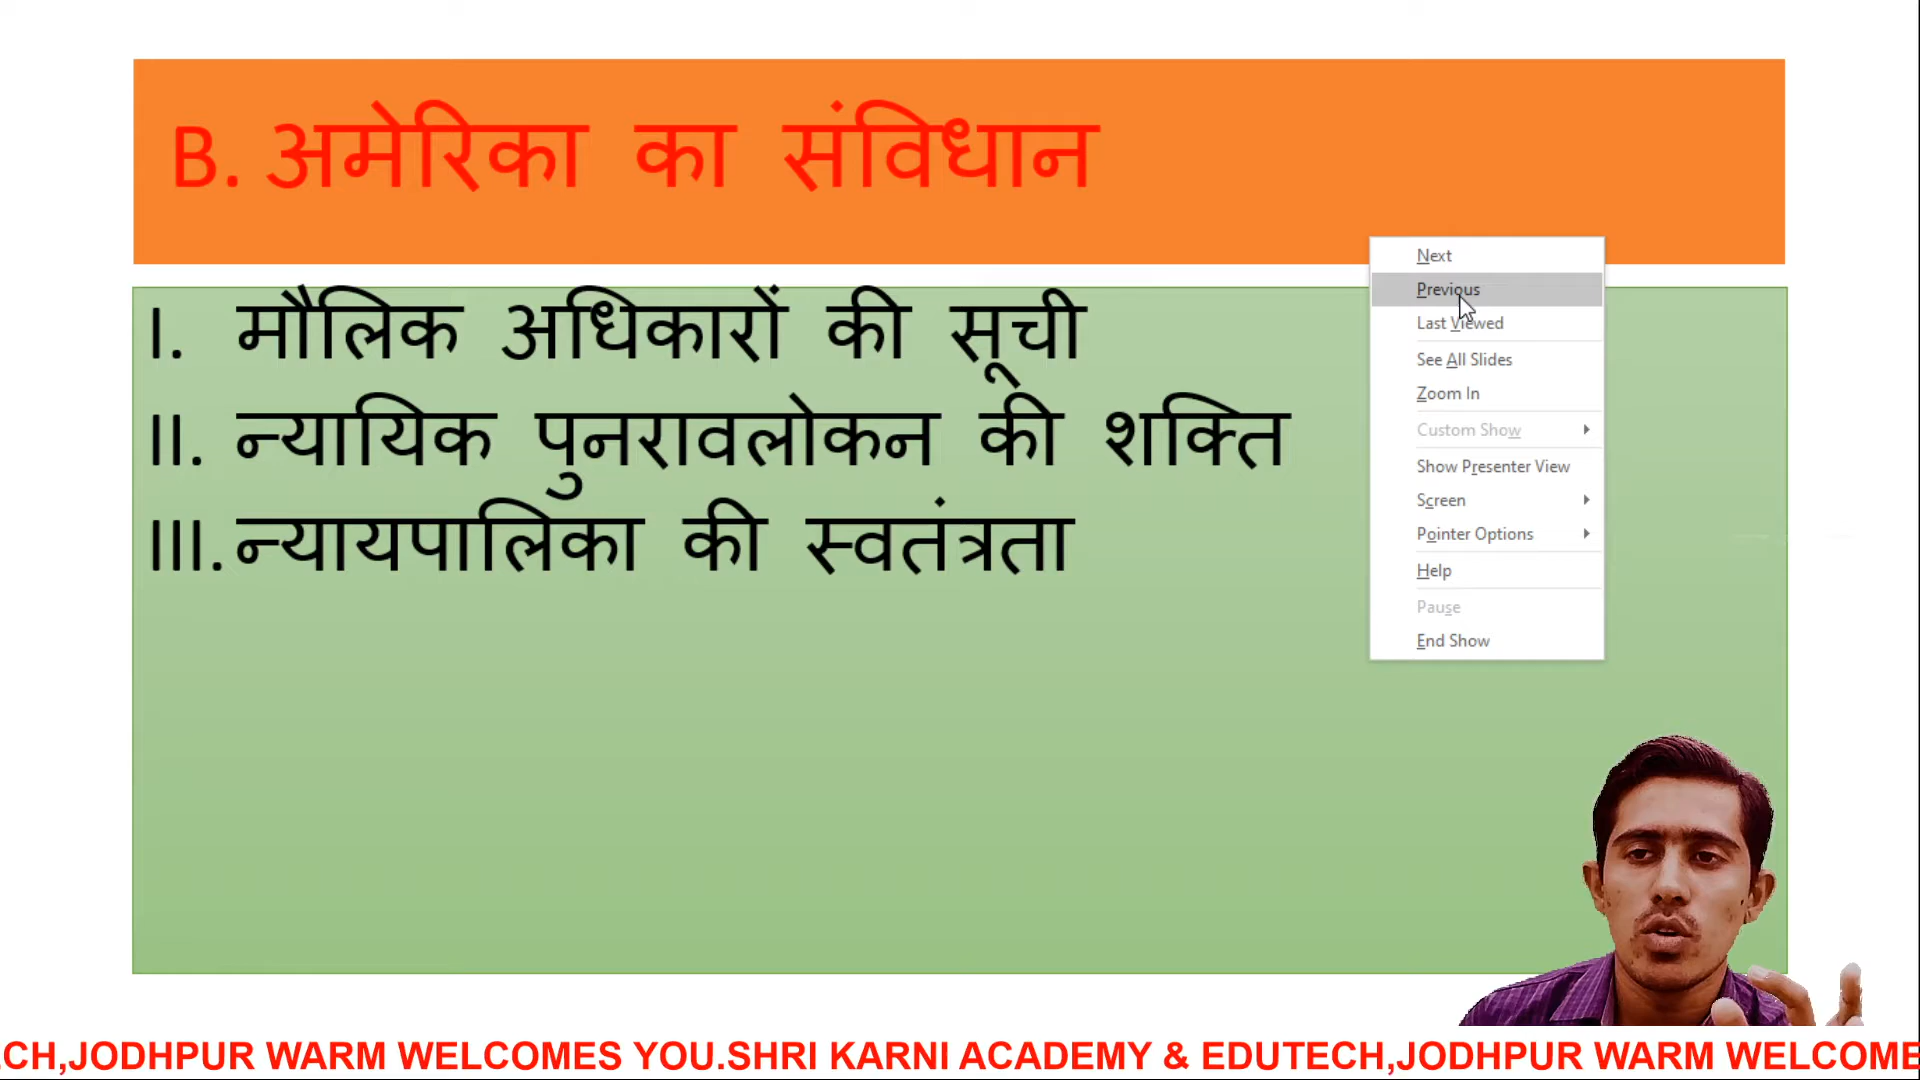 B. अमेरिका का संविधान
I. मौलिक अधिकारों की सूची
II. न्यायिक पुनरावलोकन की शक्ति
III. न्यायपालिका की स्वतंत्रता
Next
Previous
Last Viewed
See All Slides
Zoom In
Custom Show
Show Presenter View
Screen
Pointer Options
Help
Pause
End Show
CH,JODHPUR WARM WELCOMES YOU.SHRI KARNI ACADEMY & EDUTECH,JODHPUR WARM WELCOME